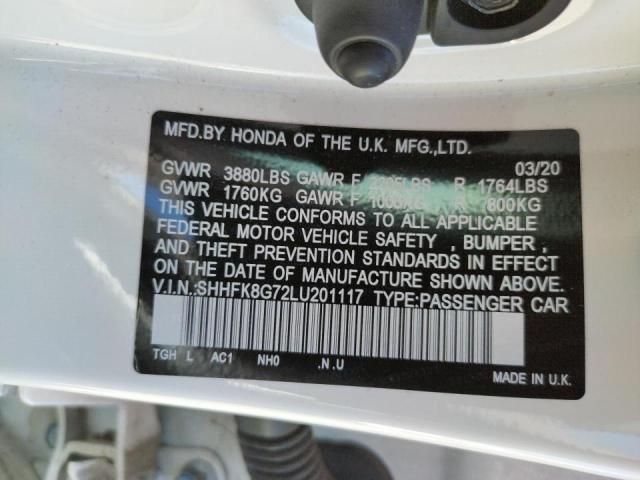 MFD.BY HONDA OF THE U.K. MFG.,LTD.
03/20
GVWR 3880LBS GAWR F LBS R 1764LBS
GVWR 1760KG GAWR F KG R 800KG
THIS VEHICLE CONFORMS TO ALL APPLICABLE
FEDERAL MOTOR VEHICLE SAFETY , BUMPER ,
AND THEFT PREVENTION STANDARDS IN EFFECT
ON THE DATE OF MANUFACTURE SHOWN ABOVE.
V.I.N.:SHHFK8G72LU201117 TYPE:PASSENGER CAR
TGH L AC1 NH0 .N.U
MADE IN U.K.